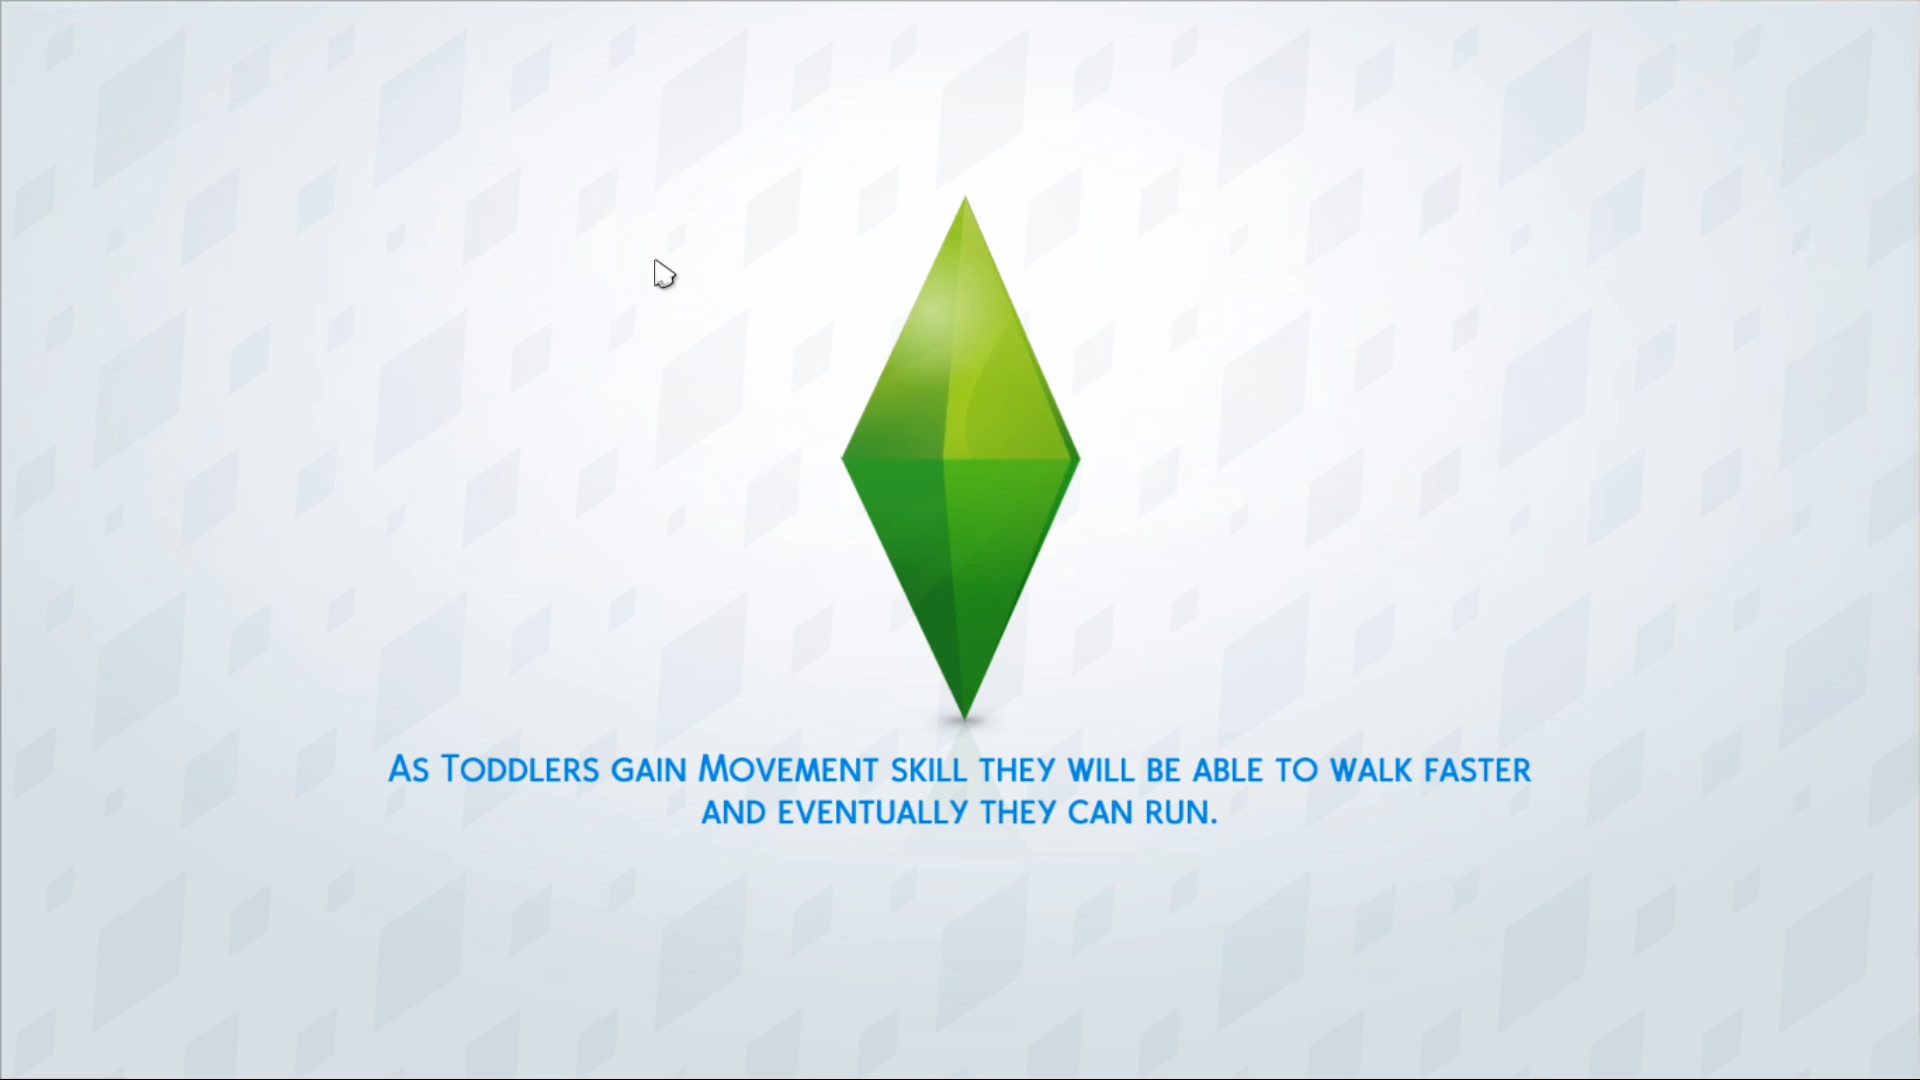 As Toddlers gain Movement skill they will be able to walk faster
and eventually they can run.